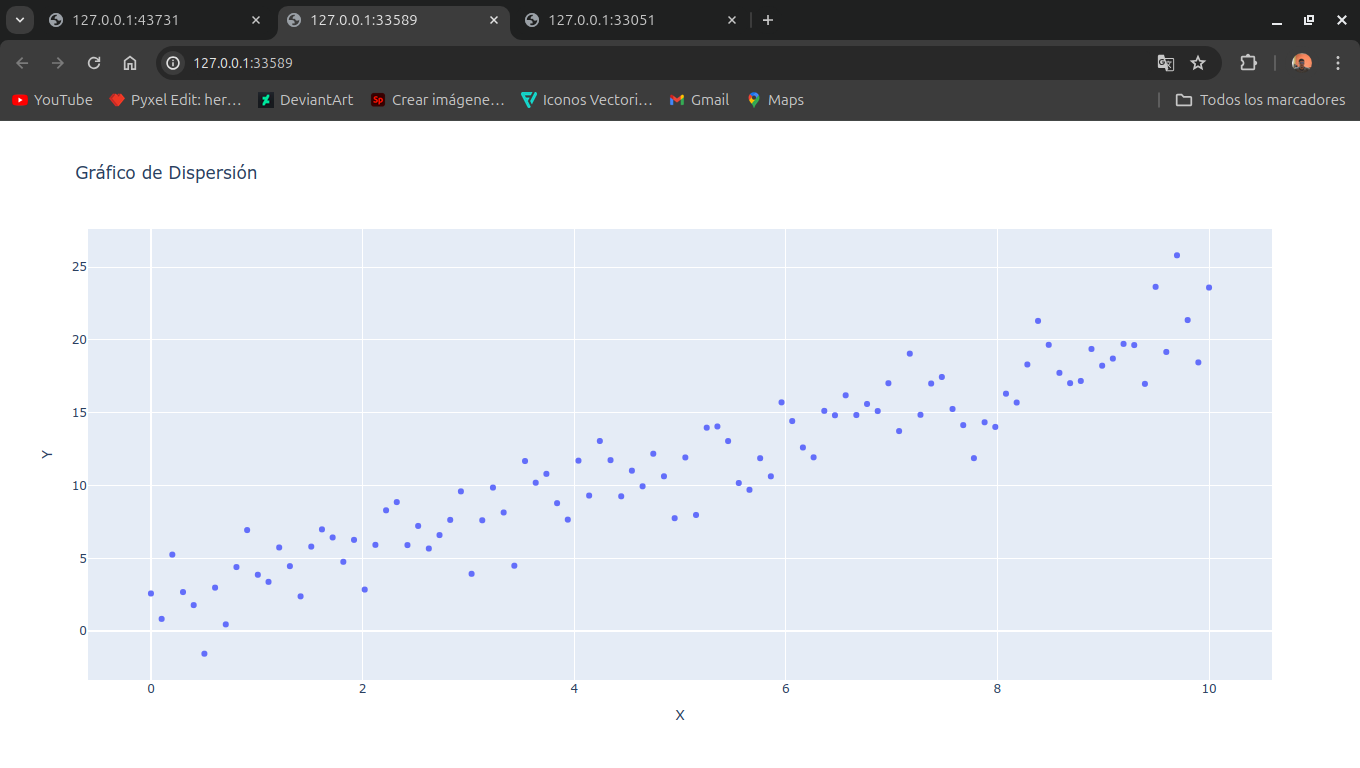 127.0.0.1:43731 127.0.0.1:33589 127.0.0.1:33051
127.0.0.1:33589
YouTube Pyxel Edit: her… DeviantArt Sp Crear imágene… Iconos Vectori… Gmail Maps Todos los marcadores
Gráfico de Dispersión
25
20
15
10
5
0
Y
0 2 4 6 8 10
X